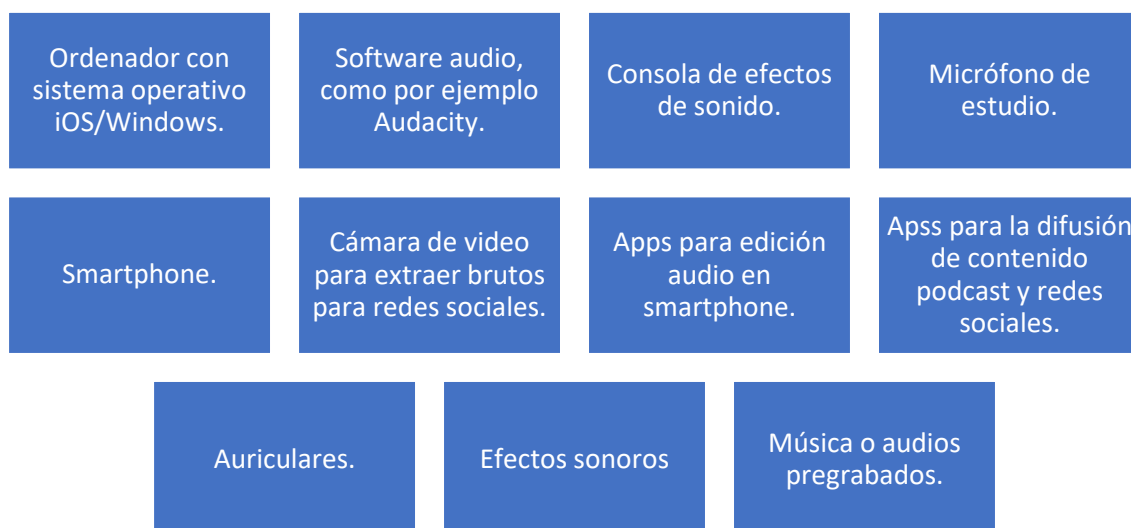 Ordenador con
sistema operativo
iOS/Windows.
Software audio,
como por ejemplo
Audacity.
Consola de efectos
de sonido.
Micrófono de
estudio.
Smartphone.
Cámara de video
para extraer brutos
para redes sociales.
Apps para edición
audio en
smartphone.
Apss para la difusión
de contenido
podcast y redes
sociales.
Auriculares.
Efectos sonoros
Música o audios
pregrabados.